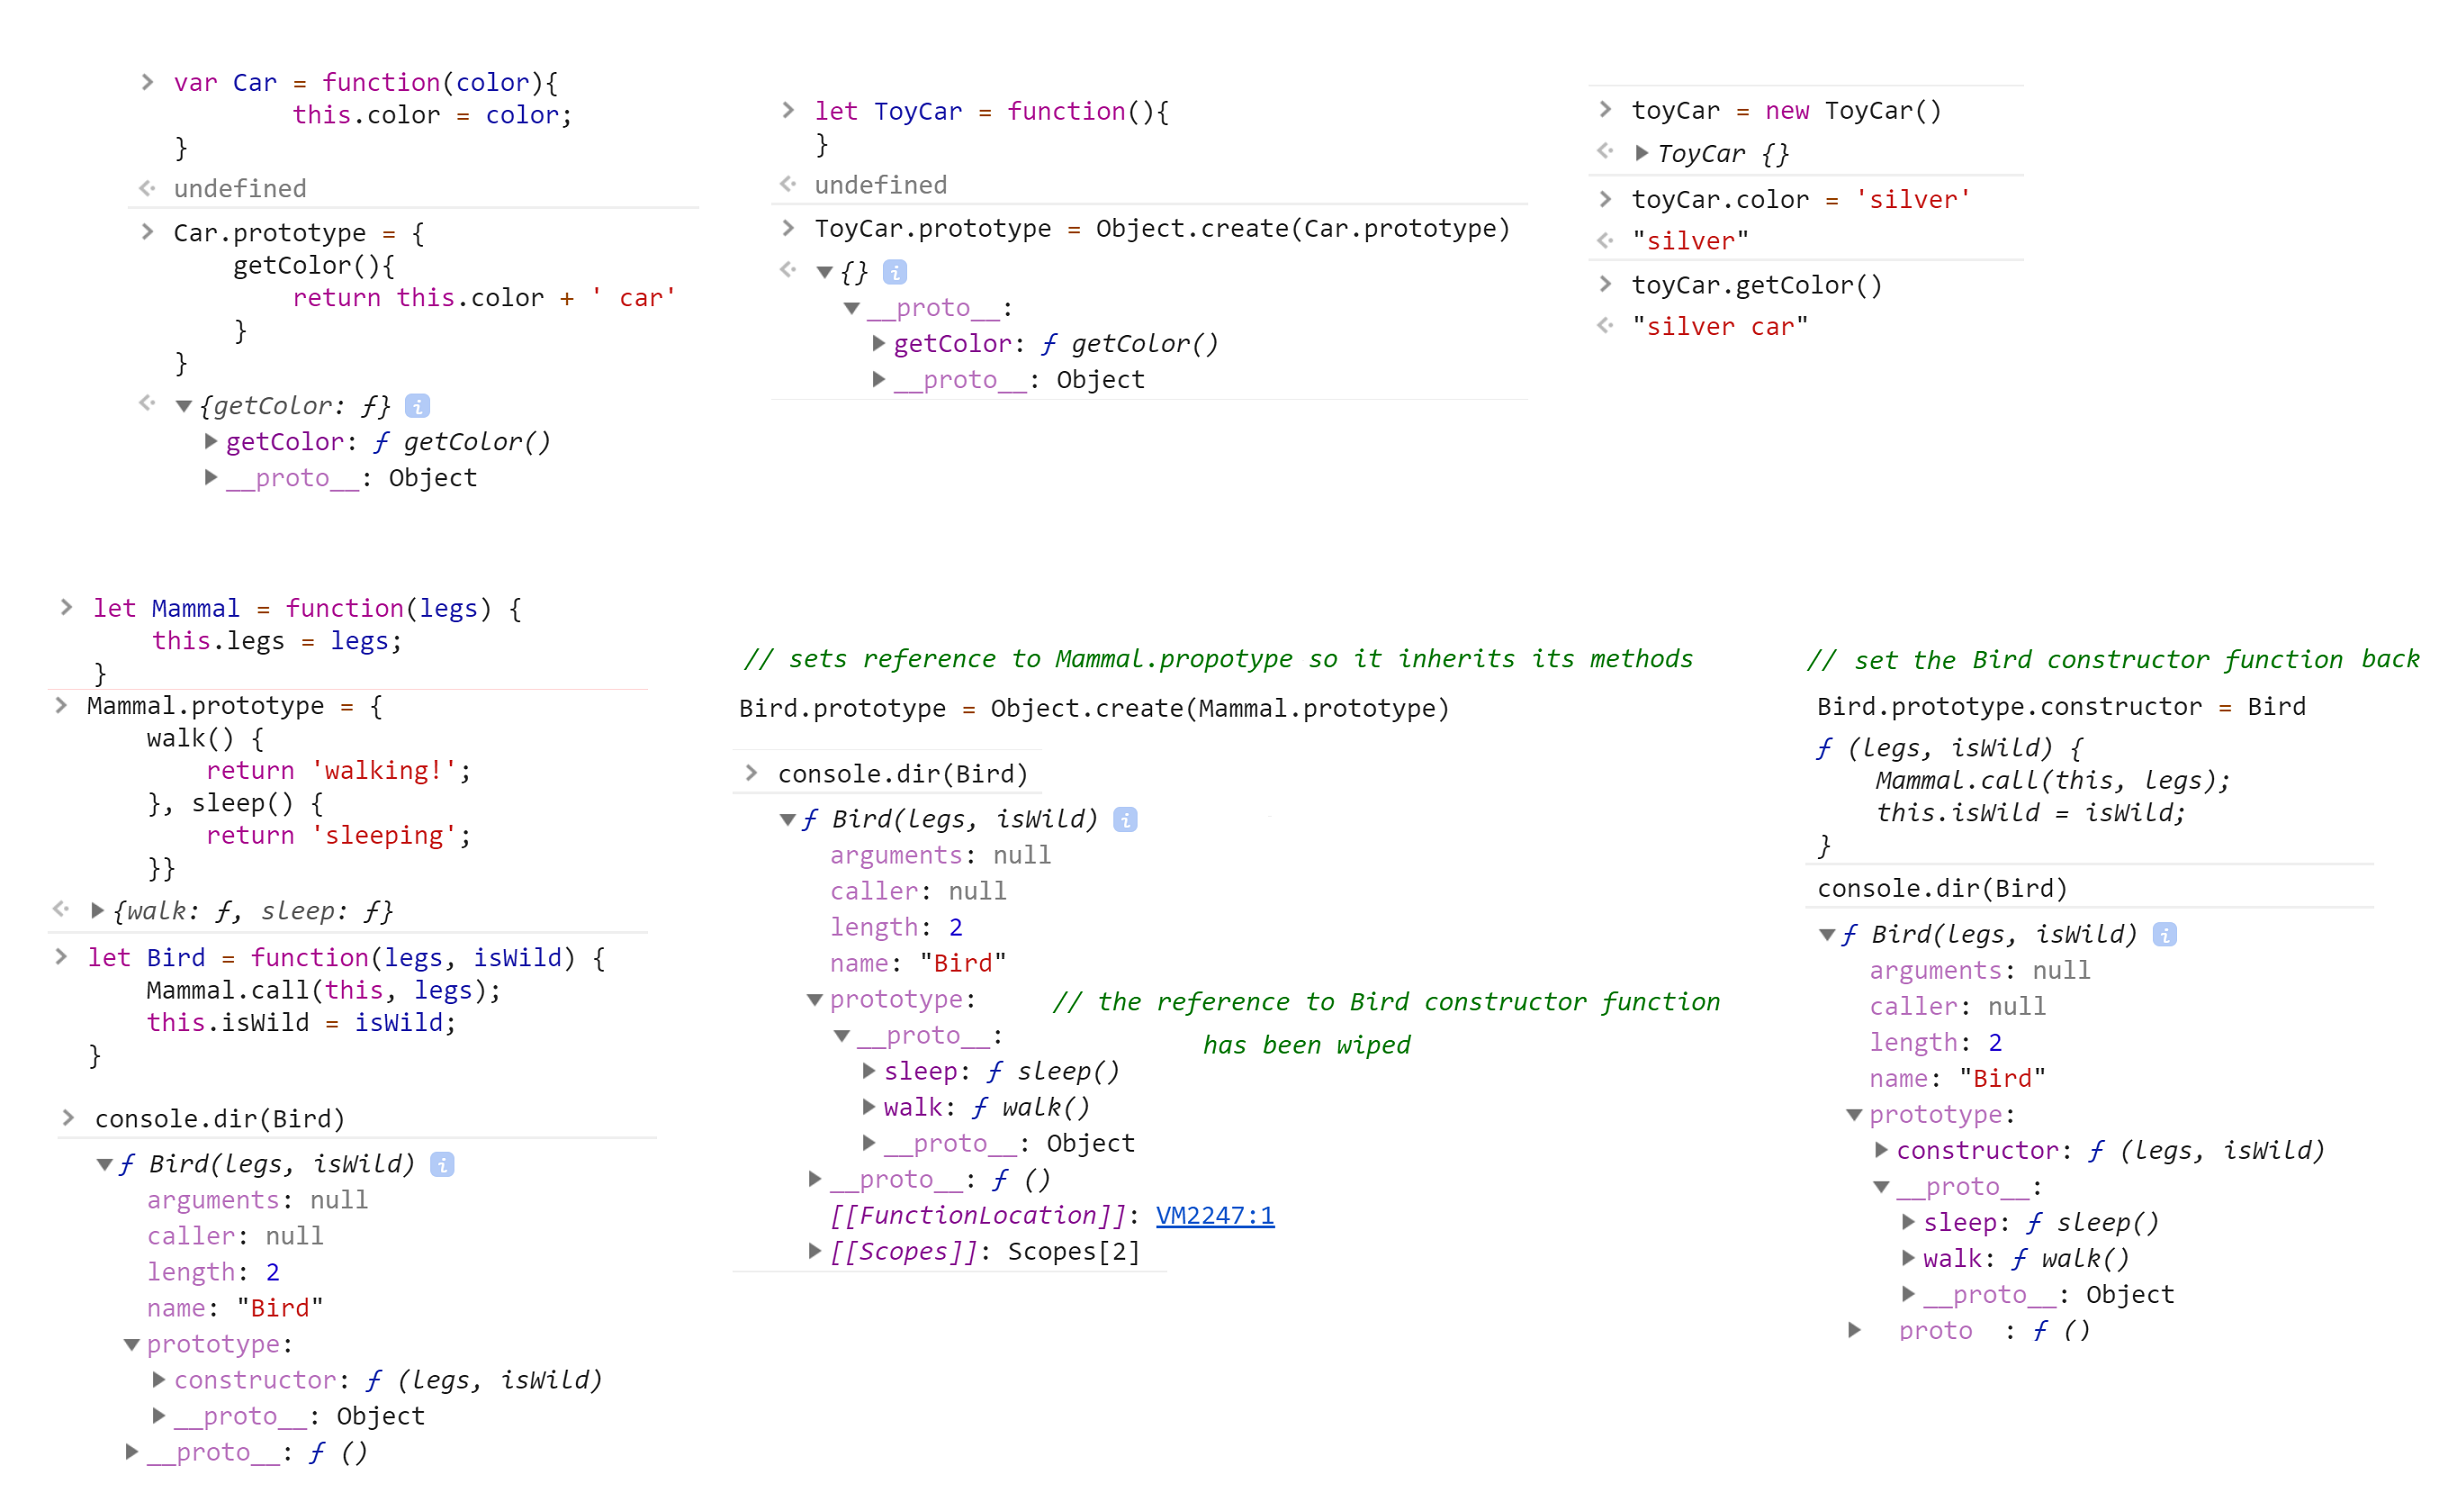 var Car = function(color){
this.color = color;
}
undefined
Car.prototype = {
getColor(){
return this.color + ' car'
}
}
{getColor: ƒ} i
getColor: ƒ getColor()
__proto__: Object
let ToyCar = function(){
}
undefined
ToyCar.prototype = Object.create(Car.prototype)
{} i
__proto__:
getColor: ƒ getColor()
__proto__: Object
toyCar = new ToyCar()
ToyCar {}
toyCar.color = 'silver'
"silver"
toyCar.getColor()
"silver car"
let Mammal = function(legs) {
this.legs = legs;
}
Mammal.prototype = {
walk() {
return 'walking!';
}, sleep() {
return 'sleeping';
}}
{walk: ƒ, sleep: ƒ}
let Bird = function(legs, isWild) {
Mammal.call(this, legs);
this.isWild = isWild;
}
console.dir(Bird)
ƒ Bird(legs, isWild) i
arguments: null
caller: null
length: 2
name: "Bird"
prototype:
constructor: ƒ (legs, isWild)
__proto__: Object
__proto__: ƒ ()
// sets reference to Mammal.propotype so it inherits its methods
Bird.prototype = Object.create(Mammal.prototype)
console.dir(Bird)
ƒ Bird(legs, isWild) i
arguments: null
caller: null
length: 2
name: "Bird"
prototype: // the reference to Bird constructor function
__proto__: has been wiped
sleep: ƒ sleep()
walk: ƒ walk()
__proto__: Object
__proto__: ƒ ()
[[FunctionLocation]]: VM2247:1
[[Scopes]]: Scopes[2]
// set the Bird constructor function back
Bird.prototype.constructor = Bird
ƒ (legs, isWild) {
Mammal.call(this, legs);
this.isWild = isWild;
}
console.dir(Bird)
ƒ Bird(legs, isWild) i
arguments: null
caller: null
length: 2
name: "Bird"
prototype:
constructor: ƒ (legs, isWild)
__proto__:
sleep: ƒ sleep()
walk: ƒ walk()
__proto__: Object
proto : ƒ ()